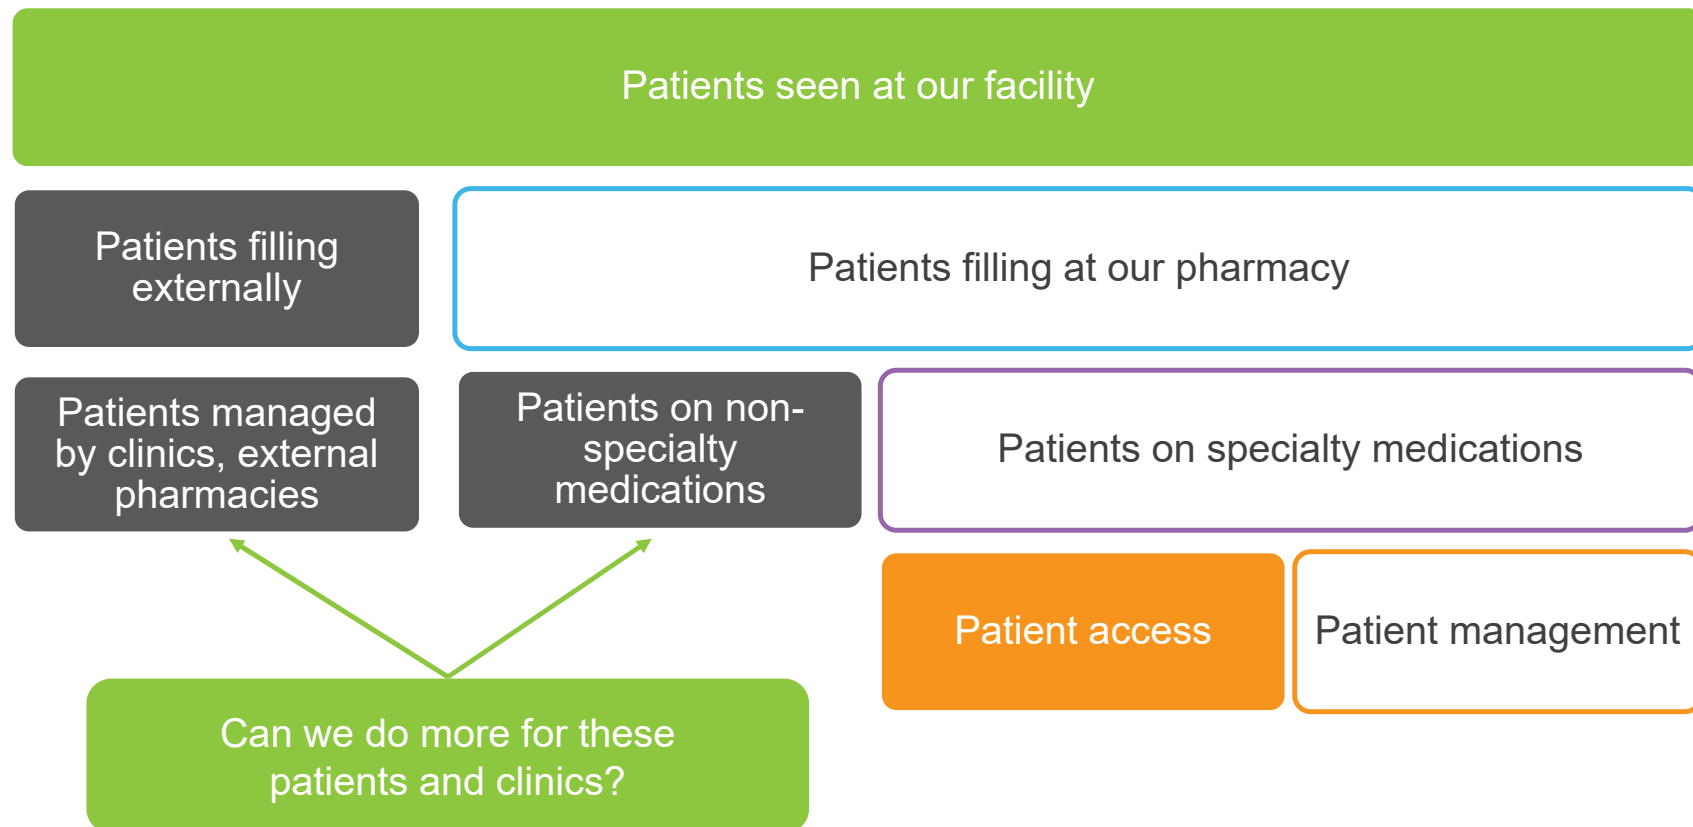 Patients seen at our facility
Patients filling
externally
Patients filling at our pharmacy
Patients managed
by clinics, external
pharmacies
Patients on non-
specialty
medications
Patients on specialty medications
Patient access
Patient management
Can we do more for these
patients and clinics?